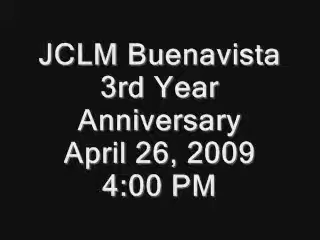 JCLM Buenavista
3rd Year
Anniversary
April 26, 2009
4:00 PM